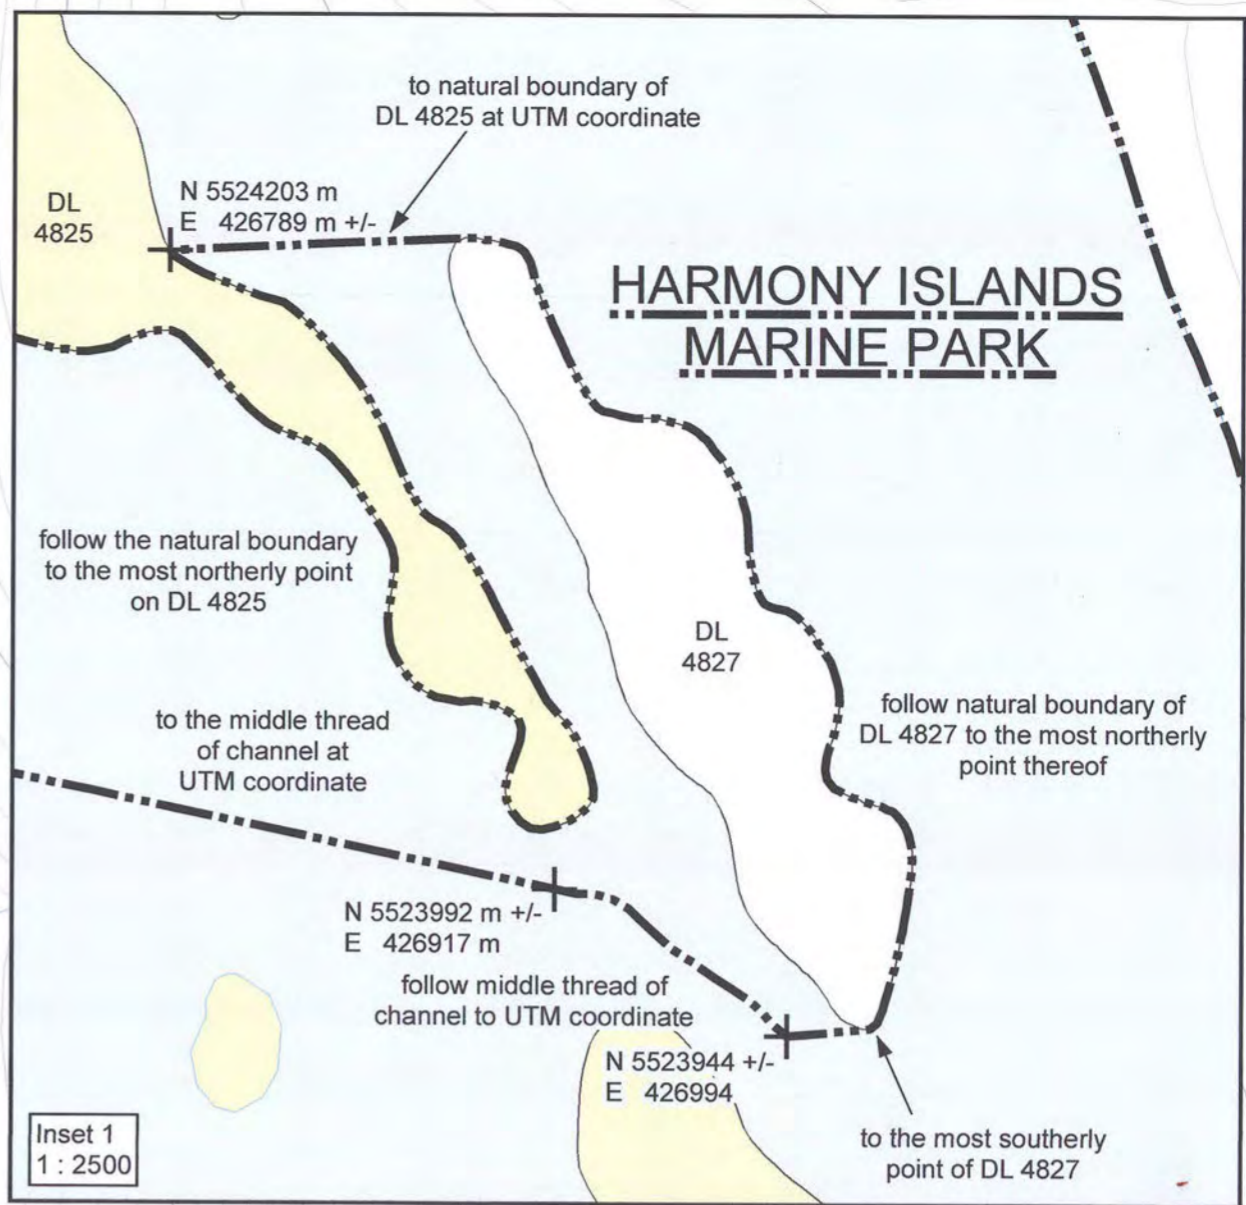 to natural boundary of
DL 4825 at UTM coordinate
N 5524203 m
E 426789 m +/-
DL
4825
HARMONY ISLANDS
MARINE PARK
follow the natural boundary
to the most northerly point
on DL 4825
DL
4827
to the middle thread
of channel at
UTM coordinate
follow natural boundary of
DL 4827 to the most northerly
point thereof
N 5523992 m +/-
E 426917 m
follow middle thread of
channel to UTM coordinate
N 5523944 +/-
E 426994
to the most southerly
point of DL 4827
Inset 1
1 : 2500